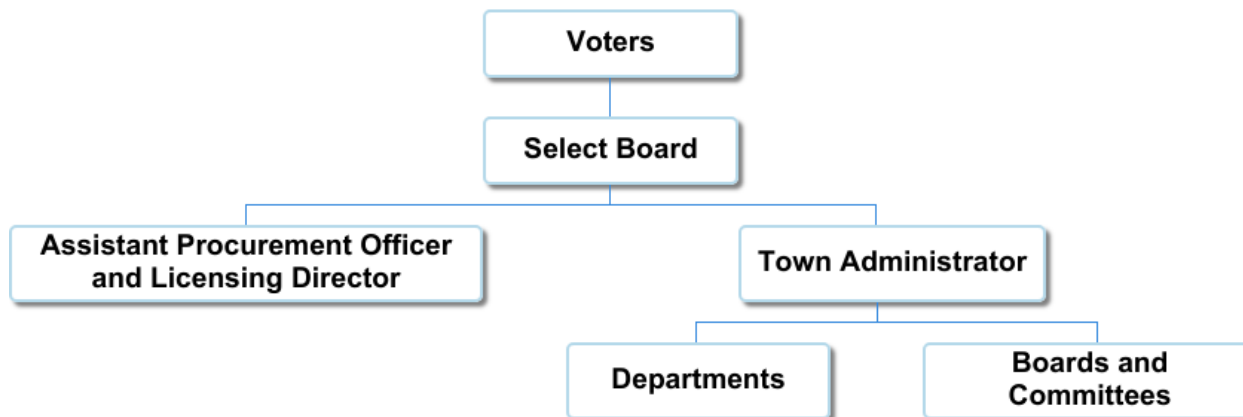 Voters
Select Board
Assistant Procurement Officer
and Licensing Director
Town Administrator
Departments
Boards and
Committees